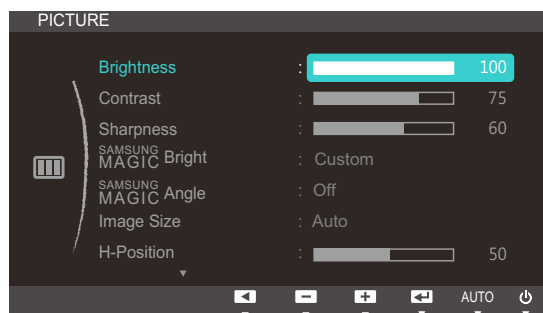 PICTURE
Brightness : 100
Contrast : 75
Sharpness : 60
SAMSUNG MAGIC Bright : Custom
SAMSUNG MAGIC Angle : Off
Image Size : Auto
H-Position : 50
AUTO